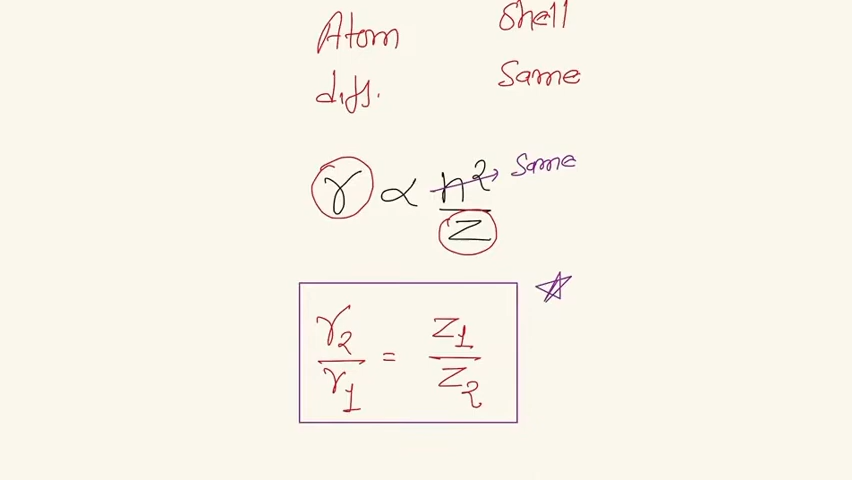 Atom Shell
diff. Same
r ∝ n²/Z → Same
r₂/r₁ = Z₁/Z₂